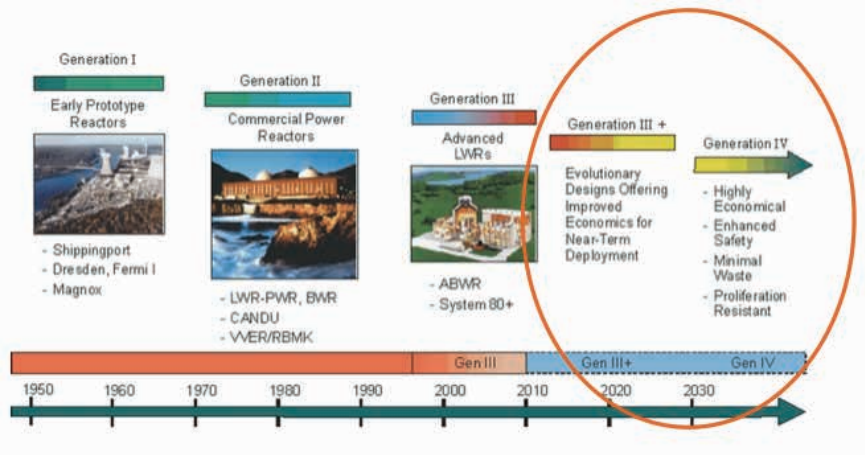 Generation I
Early Prototype
Reactors
- Shippingport
- Dresden, Fermi I
- Magnox
Generation II
Commercial Power
Reactors
- LWR-PWR, BWR
- CANDU
- VVER/RBMK
Generation III
Advanced
LWRs
- ABWR
- System 80+
Generation III +
Evolutionary
Designs Offering
Improved
Economics for
Near-Term
Deployment
Generation IV
- Highly
Economical
- Enhanced
Safety
- Minimal
Waste
- Proliferation
Resistant
Gen III
Gen III+
Gen IV
1950
1960
1970
1980
1990
2000
2010
2020
2030